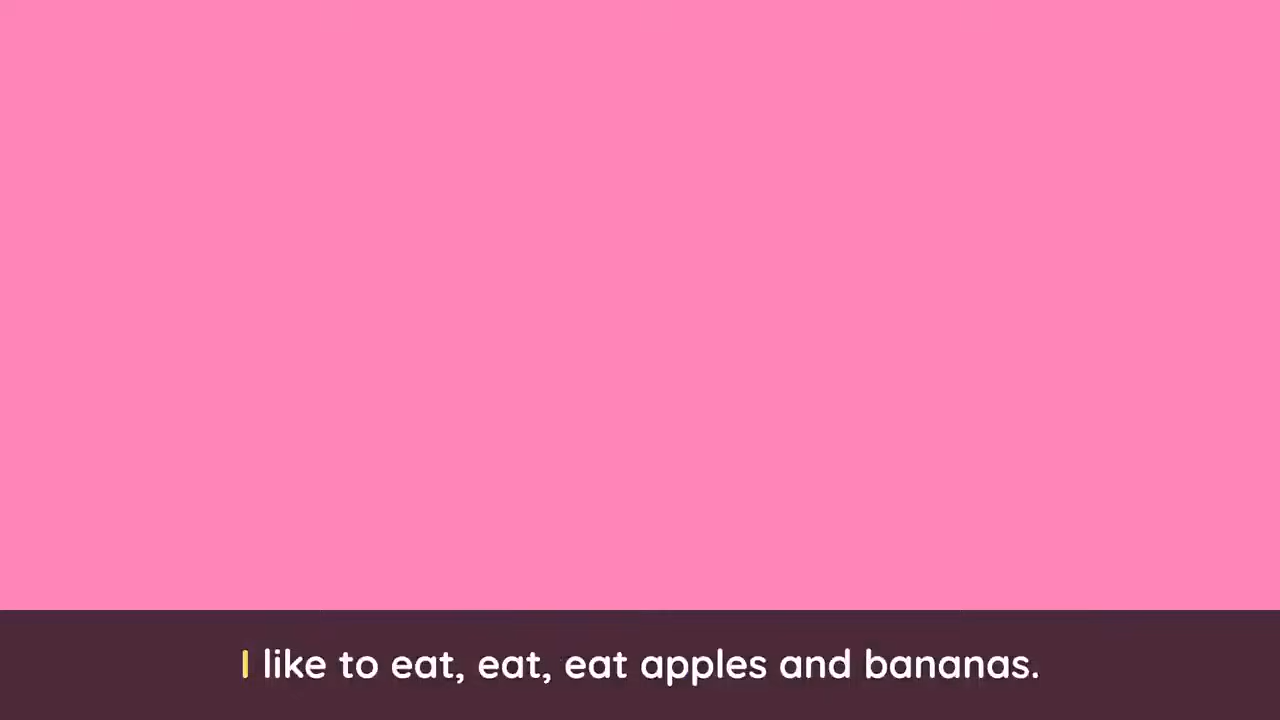 I like to eat, eat, eat apples and bananas.